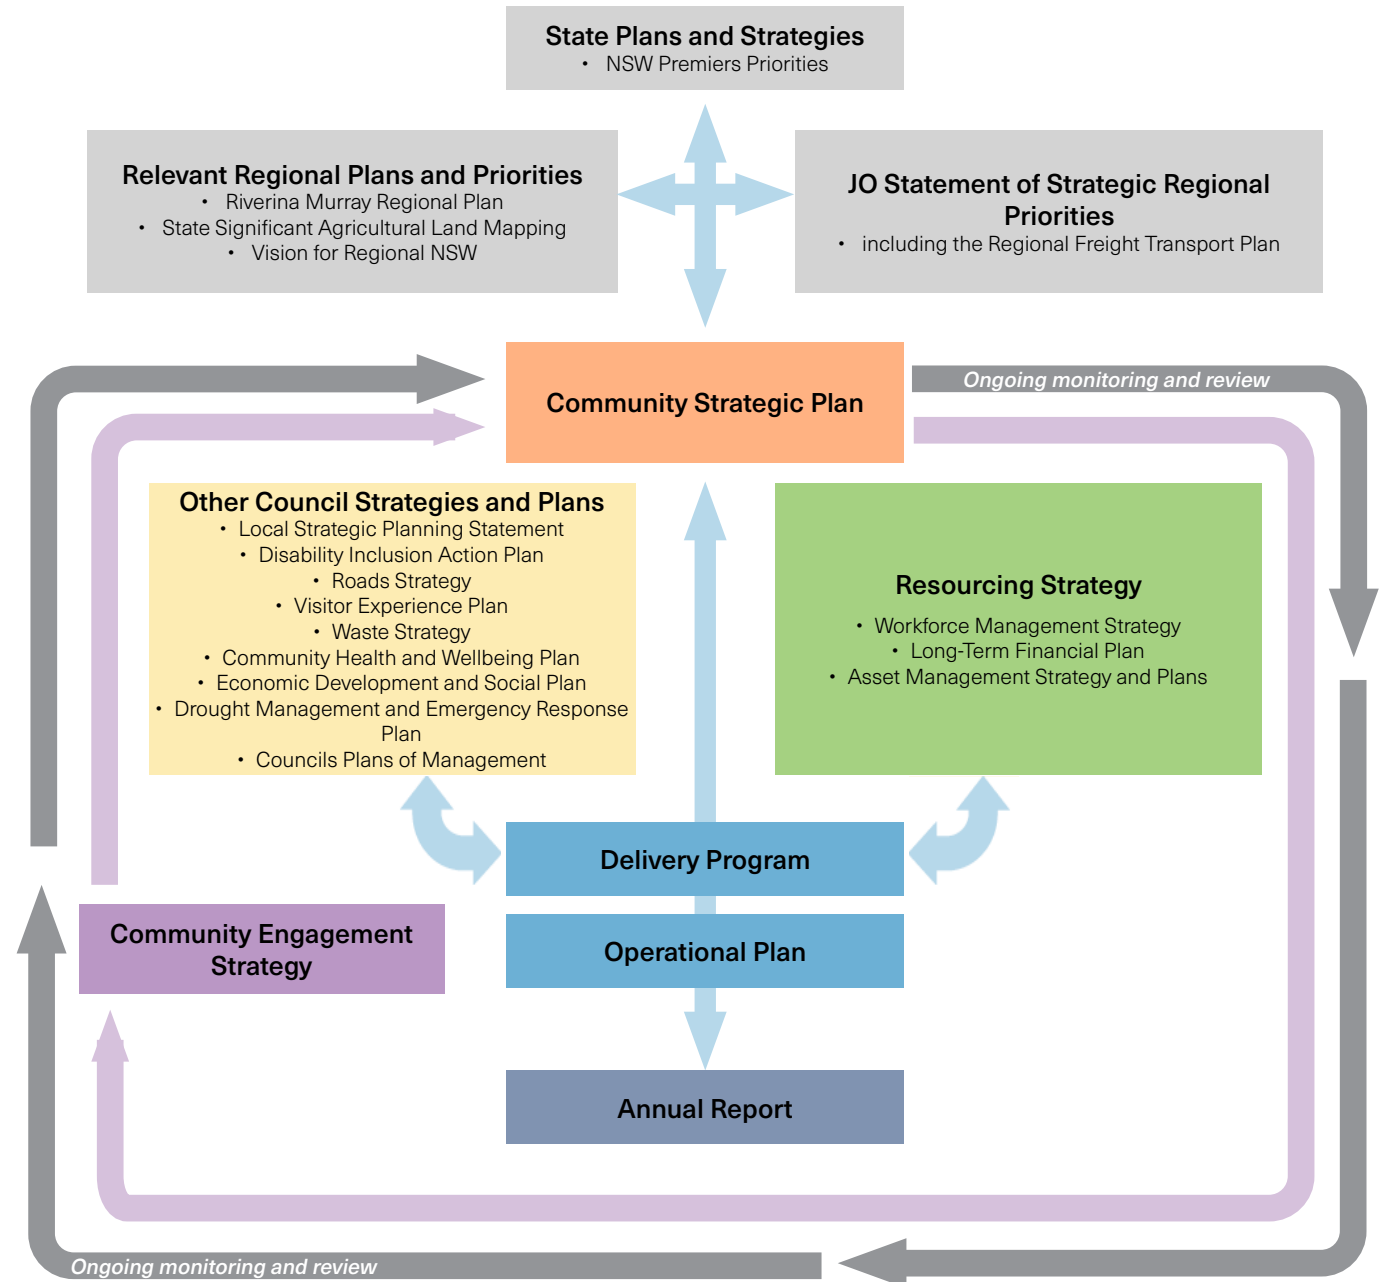 State Plans and Strategies
• NSW Premiers Priorities
Relevant Regional Plans and Priorities
• Riverina Murray Regional Plan
• State Significant Agricultural Land Mapping
• Vision for Regional NSW
JO Statement of Strategic Regional
Priorities
• including the Regional Freight Transport Plan
Community Strategic Plan
Ongoing monitoring and review
Other Council Strategies and Plans
• Local Strategic Planning Statement
• Disability Inclusion Action Plan
• Roads Strategy
• Visitor Experience Plan
• Waste Strategy
• Community Health and Wellbeing Plan
• Economic Development and Social Plan
• Drought Management and Emergency Response
Plan
• Councils Plans of Management
Resourcing Strategy
• Workforce Management Strategy
• Long-Term Financial Plan
• Asset Management Strategy and Plans
Delivery Program
Community Engagement
Strategy
Operational Plan
Annual Report
Ongoing monitoring and review